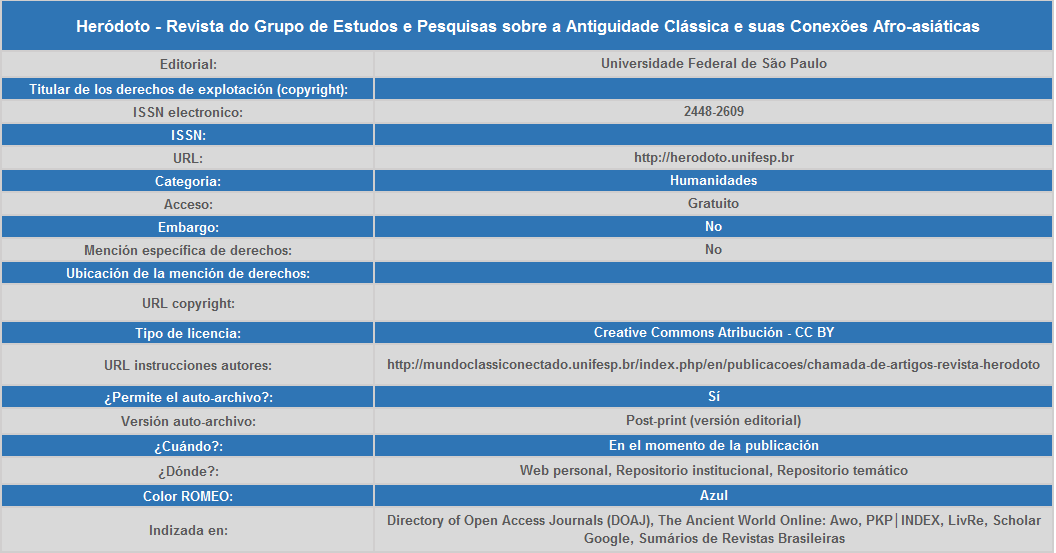 Heródoto - Revista do Grupo de Estudos e Pesquisas sobre a Antiguidade Clássica e suas Conexões Afro-asiáticas
Editorial: Universidade Federal de São Paulo
Titular de los derechos de explotación (copyright):
ISSN electronico: 2448-2609
ISSN:
URL: http://herodoto.unifesp.br
Categoria: Humanidades
Acceso: Gratuito
Embargo: No
Mención específica de derechos: No
Ubicación de la mención de derechos:
URL copyright:
Tipo de licencia: Creative Commons Atribución - CC BY
URL instrucciones autores: http://mundoclassiconectado.unifesp.br/index.php/en/publicacoes/chamada-de-artigos-revista-herodoto
¿Permite el auto-archivo?: Sí
Versión auto-archivo: Post-print (versión editorial)
¿Cuándo?: En el momento de la publicación
¿Dónde?: Web personal, Repositorio institucional, Repositorio temático
Color ROMEO: Azul
Indizada en: Directory of Open Access Journals (DOAJ), The Ancient World Online: Awo, PKP|INDEX, LivRe, Scholar
Google, Sumários de Revistas Brasileiras